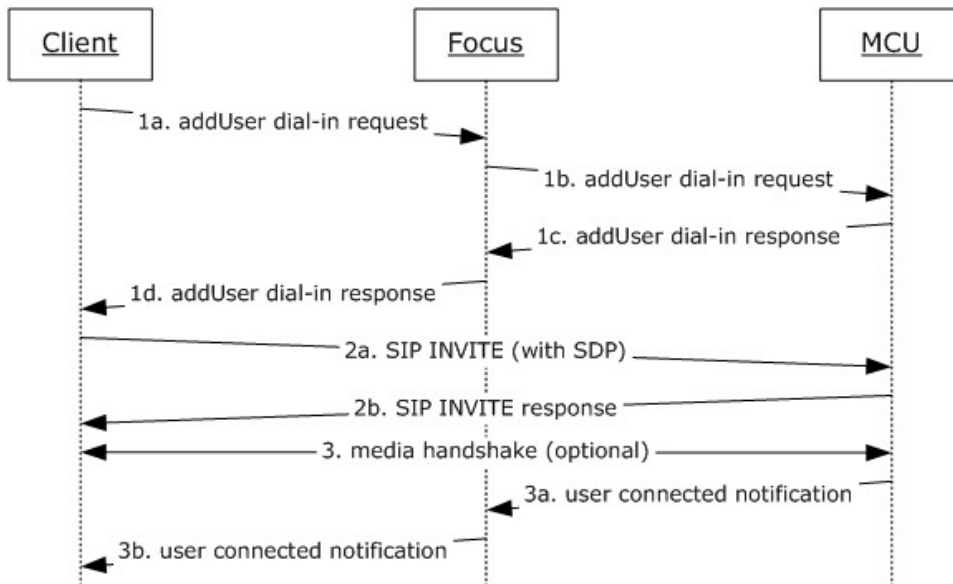 Client
Focus
MCU
1a. addUser dial-in request
1b. addUser dial-in request
1c. addUser dial-in response
1d. addUser dial-in response
2a. SIP INVITE (with SDP)
2b. SIP INVITE response
3. media handshake (optional)
3a. user connected notification
3b. user connected notification